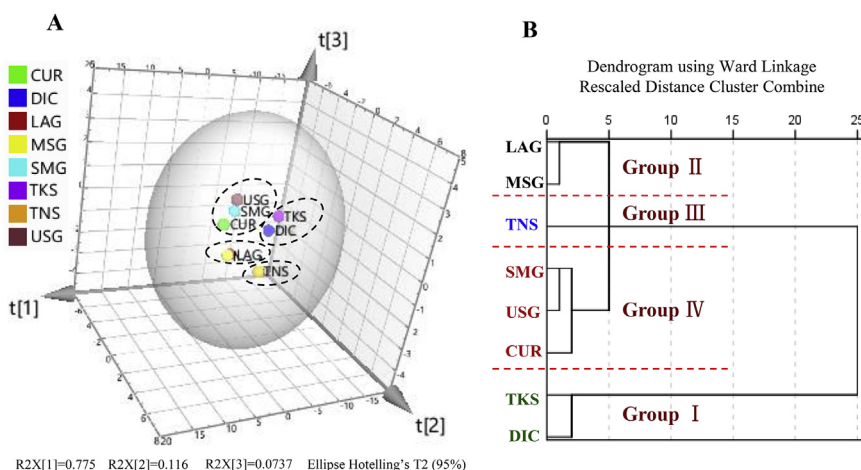 A
CUR
DIC
LAG
MSG
SMG
TKS
TNS
USG
t[3]
t[1]
t[2]
USG
SMG
CUR
TKS
DIC
LAG
TNS
R2X[1]=0.775 R2X[2]=0.116 R2X[3]=0.0737 Ellipse Hotelling's T2 (95%)
B
Dendrogram using Ward Linkage
Rescaled Distance Cluster Combine
0 5 10 15 20 25
LAG
Group II
MSG
TNS
Group III
SMG
USG
Group IV
CUR
TKS
Group I
DIC